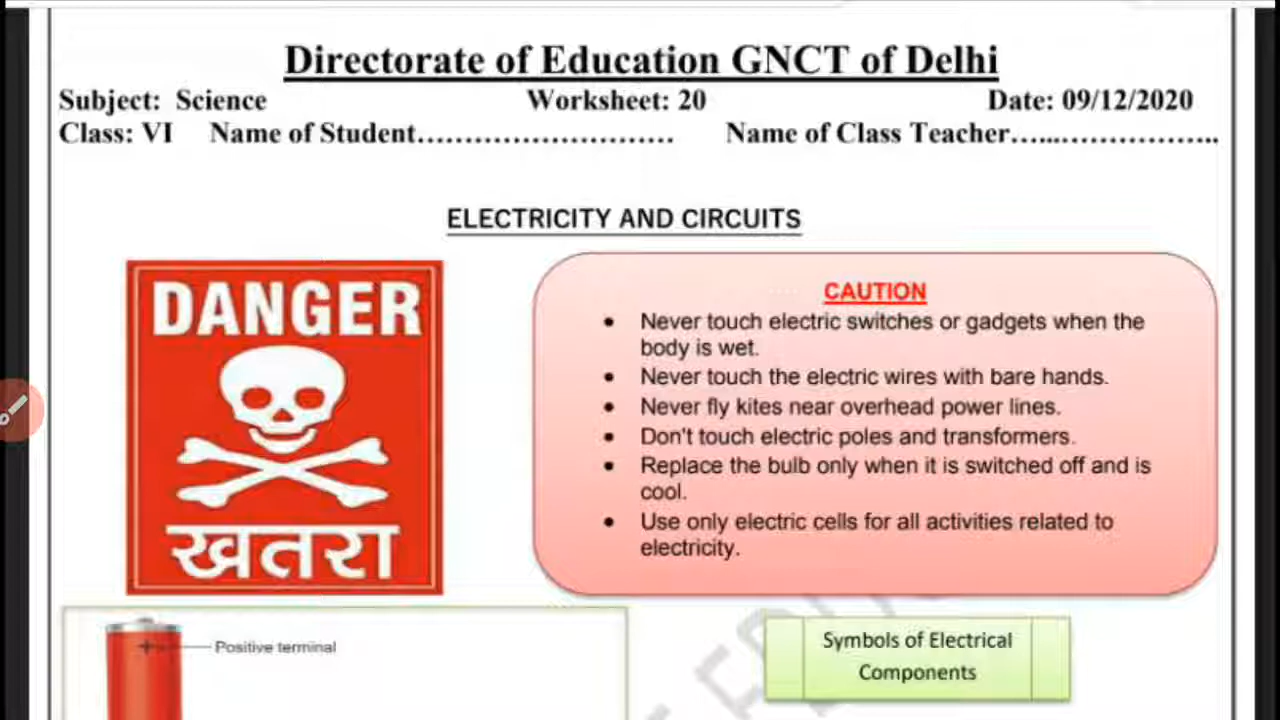 Directorate of Education GNCT of Delhi
Subject: Science Worksheet: 20 Date: 09/12/2020
Class: VI Name of Student.......................... Name of Class Teacher.........................
ELECTRICITY AND CIRCUITS
DANGER
खतरा
CAUTION
• Never touch electric switches or gadgets when the
body is wet.
• Never touch the electric wires with bare hands.
• Never fly kites near overhead power lines.
• Don't touch electric poles and transformers.
• Replace the bulb only when it is switched off and is
cool.
• Use only electric cells for all activities related to
electricity.
+ Positive terminal
Symbols of Electrical
Components